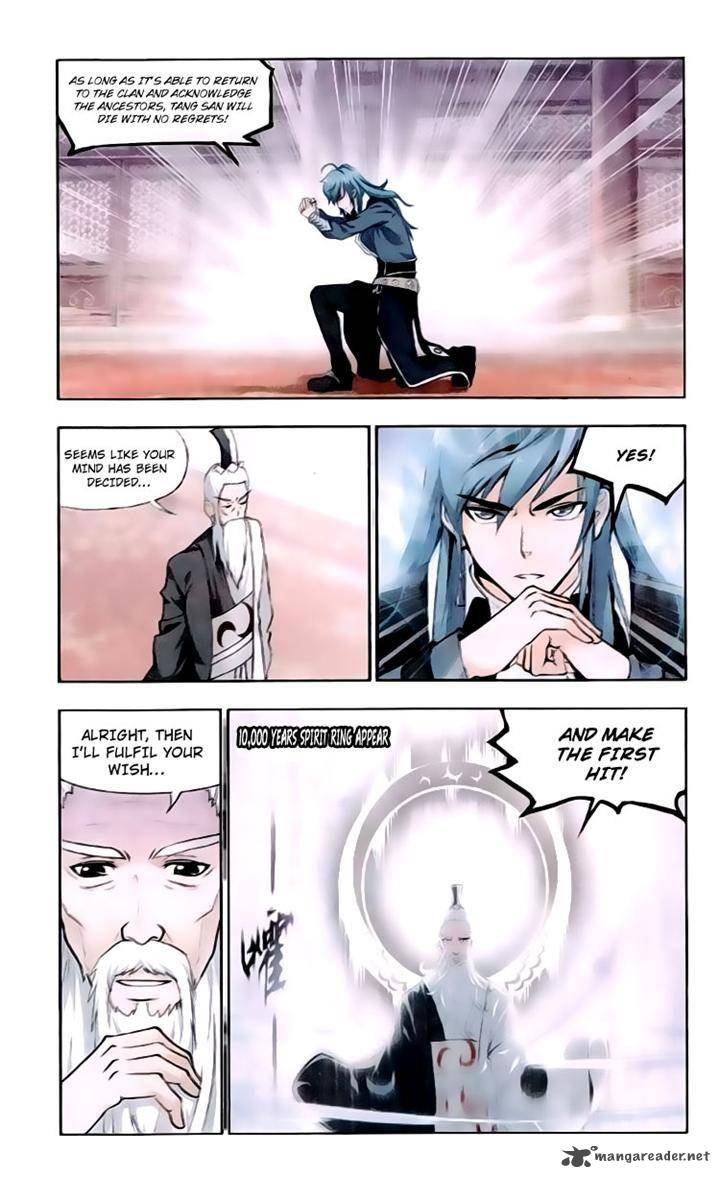 AS LONG AS IT'S ABLE TO RETURN
TO THE CLAN AND ACKNOWLEDGE
THE ANCESTORS, TANG SAN WILL
DIE WITH NO REGRETS!
SEEMS LIKE YOUR
MIND HAS BEEN
DECIDED...
YES!
ALRIGHT, THEN
I'LL FULFIL YOUR
WISH...
10,000 YEARS SPIRIT RING APPEAR
AND MAKE
THE FIRST
HIT!
mangareader.net